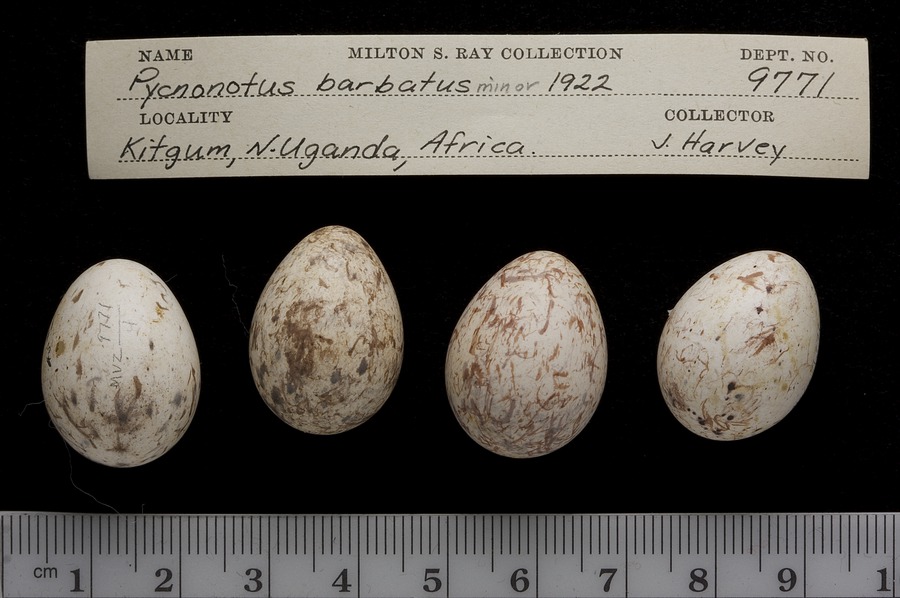 NAME MILTON S. RAY COLLECTION DEPT. NO.
Pycnonotus barbatus minor 1922 9771
LOCALITY COLLECTOR
Kitgum, N. Uganda, Africa. J. Harvey
MVZ 9771
cm 1 2 3 4 5 6 7 8 9 1